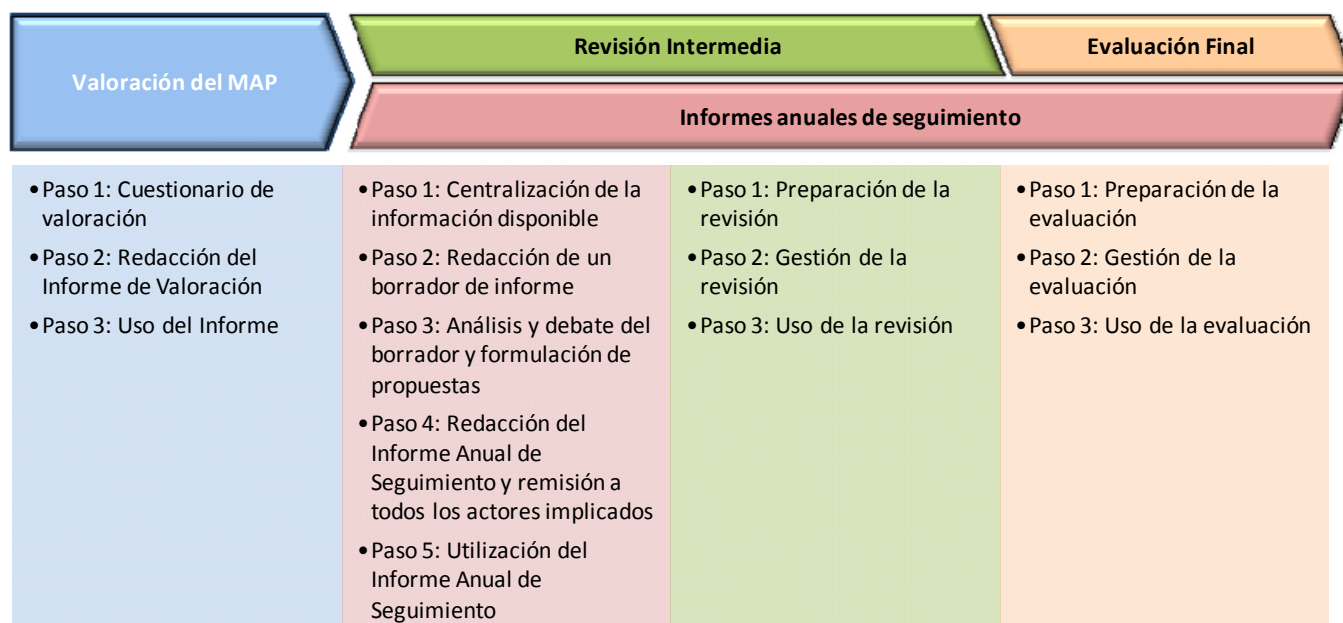 Valoración del MAP
Revisión Intermedia
Evaluación Final
Informes anuales de seguimiento
•Paso 1: Cuestionario de
valoración
•Paso 2: Redacción del
Informe de Valoración
•Paso 3: Uso del Informe
•Paso 1: Centralización de la
información disponible
•Paso 2: Redacción de un
borrador de informe
•Paso 3: Análisis y debate del
borrador y formulación de
propuestas
•Paso 4: Redacción del
Informe Anual de
Seguimiento y remisión a
todos los actores implicados
•Paso 5: Utilización del
Informe Anual de
Seguimiento
•Paso 1: Preparación de la
revisión
•Paso 2: Gestión de la
revisión
•Paso 3: Uso de la revisión
•Paso 1: Preparación de la
evaluación
•Paso 2: Gestión de la
evaluación
•Paso 3: Uso de la evaluación